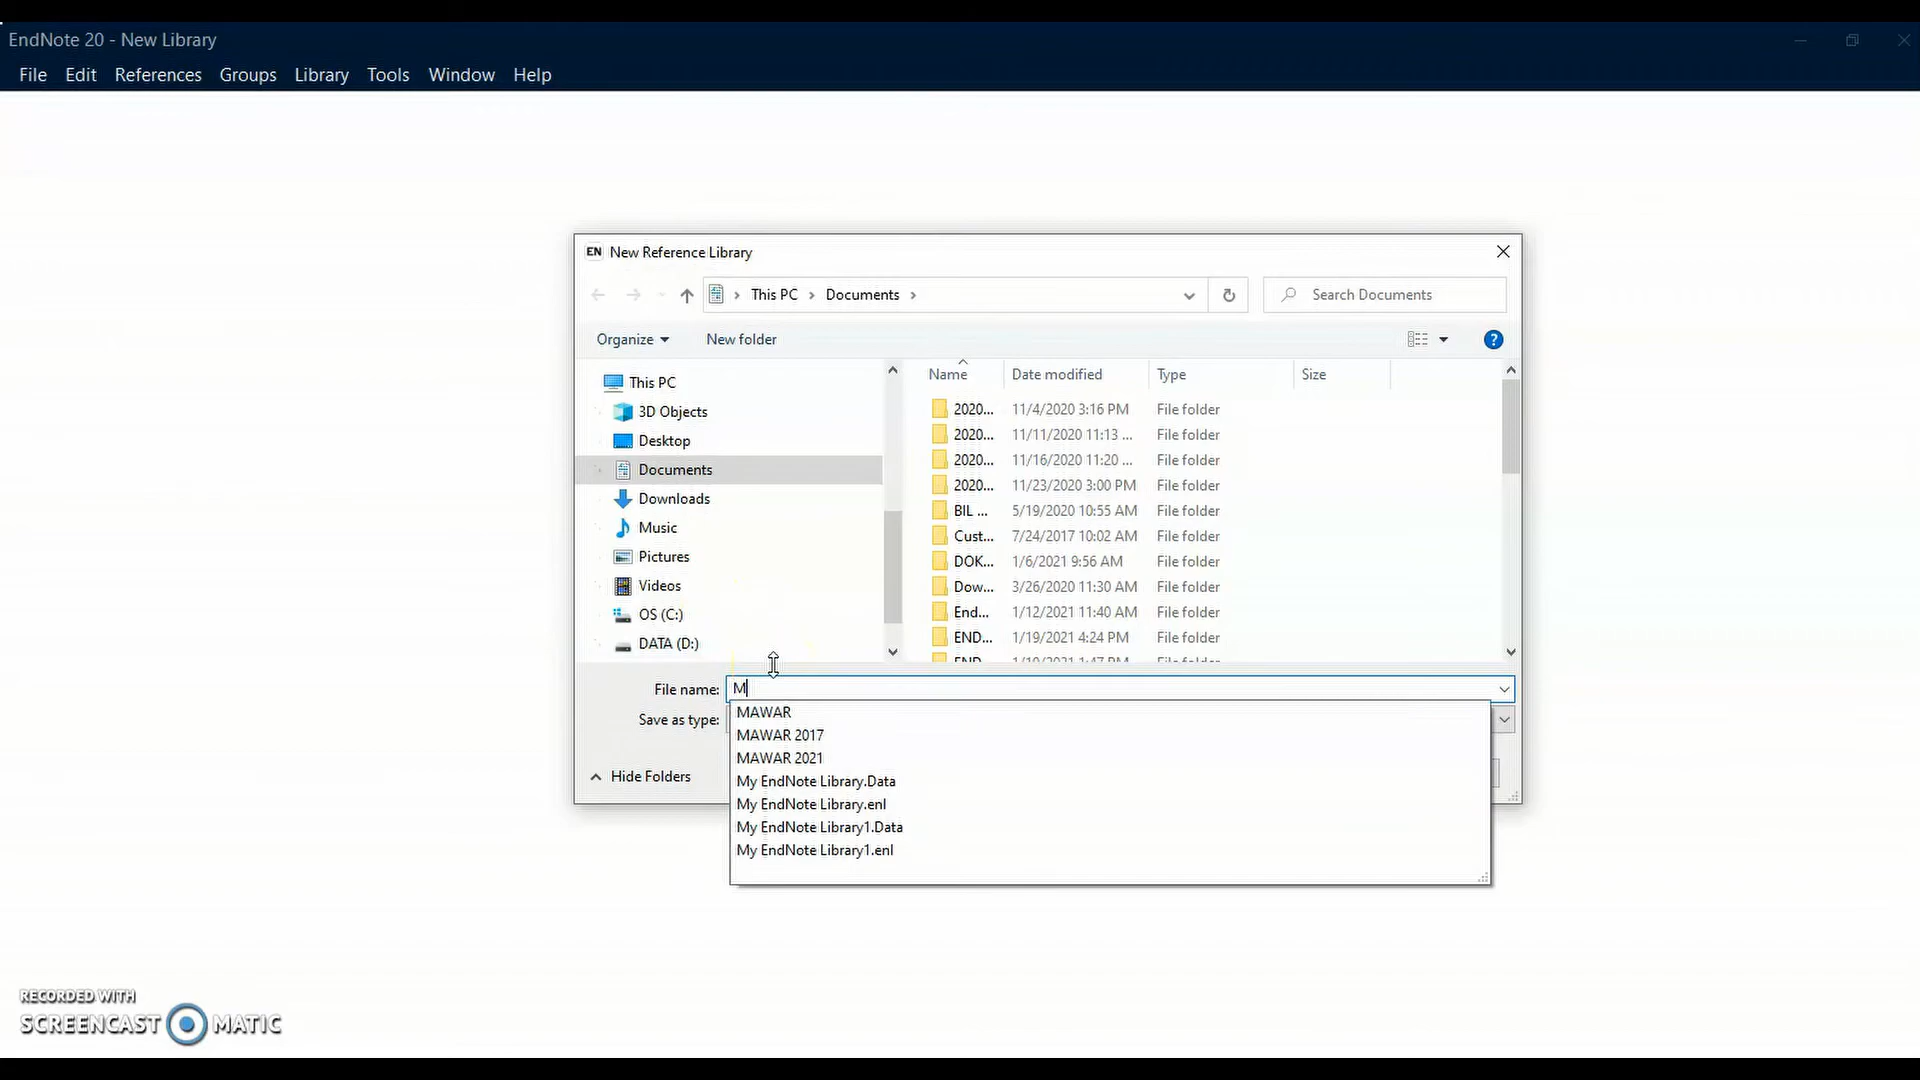 EndNote 20 - New Library
File Edit References Groups Library Tools Window Help
EN New Reference Library
This PC > Documents >
Search Documents
Organize New folder
?
This PC
3D Objects
Desktop
Documents
Downloads
Music
Pictures
Videos
OS (C:)
DATA (D:)
Name Date modified Type Size
2020... 11/4/2020 3:16 PM File folder
2020... 11/11/2020 11:13 ... File folder
2020... 11/16/2020 11:20 ... File folder
2020... 11/23/2020 3:00 PM File folder
BIL ... 5/19/2020 10:55 AM File folder
Cust... 7/24/2017 10:02 AM File folder
DOK... 1/6/2021 9:56 AM File folder
Dow... 3/26/2020 11:30 AM File folder
End... 1/12/2021 11:40 AM File folder
END... 1/19/2021 4:24 PM File folder
File name: M
Save as type:
MAWAR
MAWAR 2017
MAWAR 2021
My EndNote Library.Data
My EndNote Library.enl
My EndNote Library1.Data
My EndNote Library1.enl
Hide Folders
RECORDED WITH
SCREENCAST MATIC